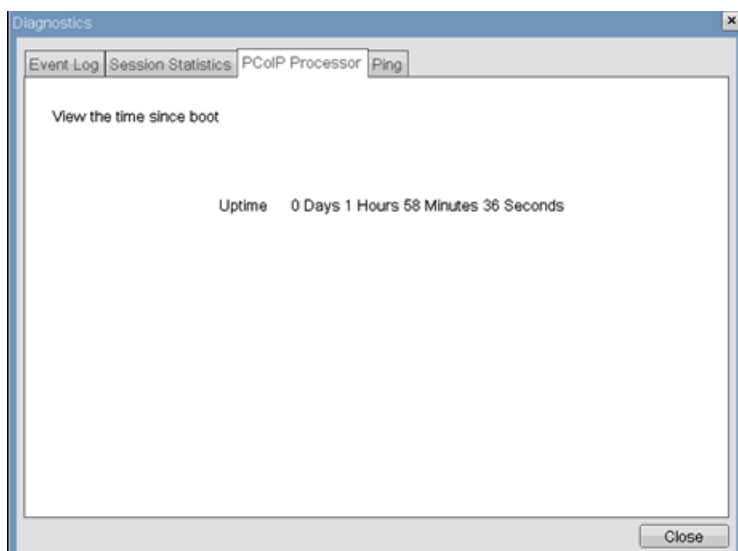 Diagnostics
Event Log Session Statistics PCoIP Processor Ping
View the time since boot
Uptime 0 Days 1 Hours 58 Minutes 36 Seconds
Close